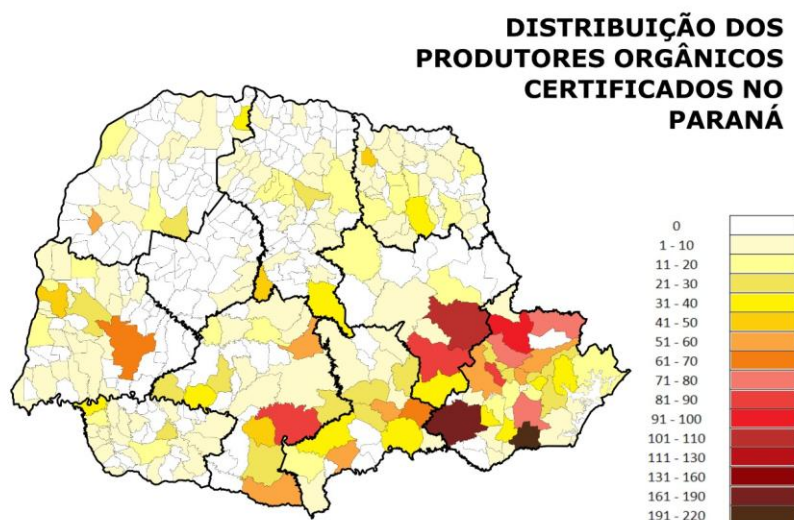 DISTRIBUIÇÃO DOS
PRODUTORES ORGÂNICOS
CERTIFICADOS NO
PARANÁ
0
1 - 10
11 - 20
21 - 30
31 - 40
41 - 50
51 - 60
61 - 70
71 - 80
81 - 90
91 - 100
101 - 110
111 - 130
131 - 160
161 - 190
191 - 220